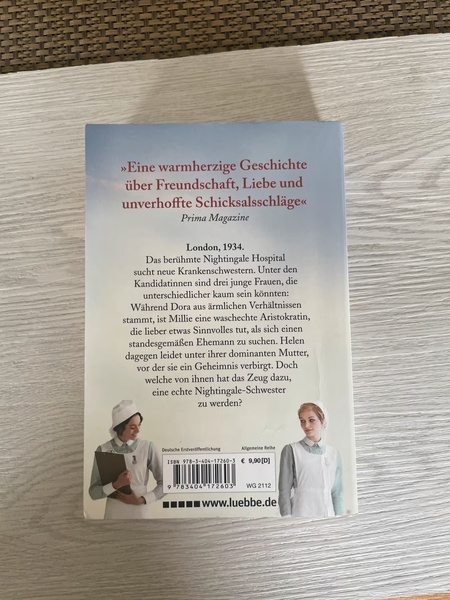 »Eine warmherzige Geschichte
über Freundschaft, Liebe und
unverhoffte Schicksalsschläge«
Prima Magazine
London, 1934.
Das berühmte Nightingale Hospital
sucht neue Krankenschwestern. Unter den
Kandidatinnen sind drei junge Frauen, die
unterschiedlicher kaum sein könnten:
Während Dora aus ärmlichen Verhältnissen
stammt, ist Millie eine waschechte Aristokratin,
die lieber etwas Sinnvolles tut, als sich einen
standesgemäßen Ehemann zu suchen. Helen
dagegen leidet unter ihrer dominanten Mutter,
vor der sie ein Geheimnis verbirgt. Doch
welche von ihnen hat das Zeug dazu,
eine echte Nightingale-Schwester
zu werden?
Deutsche Erstveröffentlichung Allgemeine Reihe
ISBN 978-3-404-17260-3 € 9,90 [D]
9 783404 172603 WG 2112
www.luebbe.de